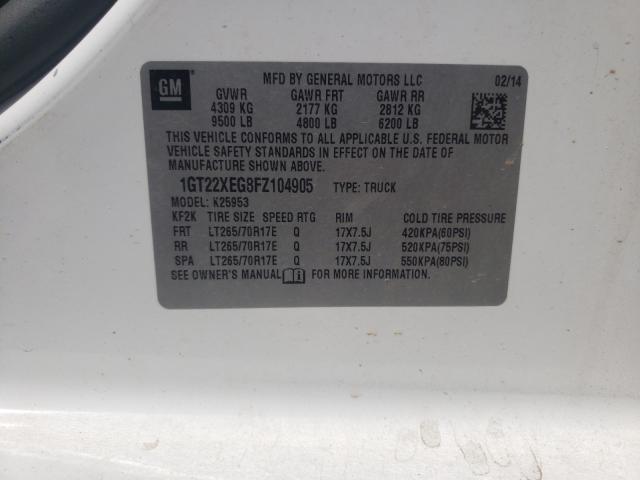 GM
MFD BY GENERAL MOTORS LLC 02/14
GVWR GAWR FRT GAWR RR
4309 KG 2177 KG 2812 KG
9500 LB 4800 LB 6200 LB
THIS VEHICLE CONFORMS TO ALL APPLICABLE U.S. FEDERAL MOTOR
VEHICLE SAFETY STANDARDS IN EFFECT ON THE DATE OF
MANUFACTURE SHOWN ABOVE.
1GT22XEG8FZ104905 TYPE: TRUCK
MODEL: K25953
KF2K TIRE SIZE SPEED RTG RIM COLD TIRE PRESSURE
FRT LT265/70R17E Q 17X7.5J 420KPA(60PSI)
RR LT265/70R17E Q 17X7.5J 520KPA(75PSI)
SPA LT265/70R17E Q 17X7.5J 550KPA(80PSI)
SEE OWNER'S MANUAL FOR MORE INFORMATION.